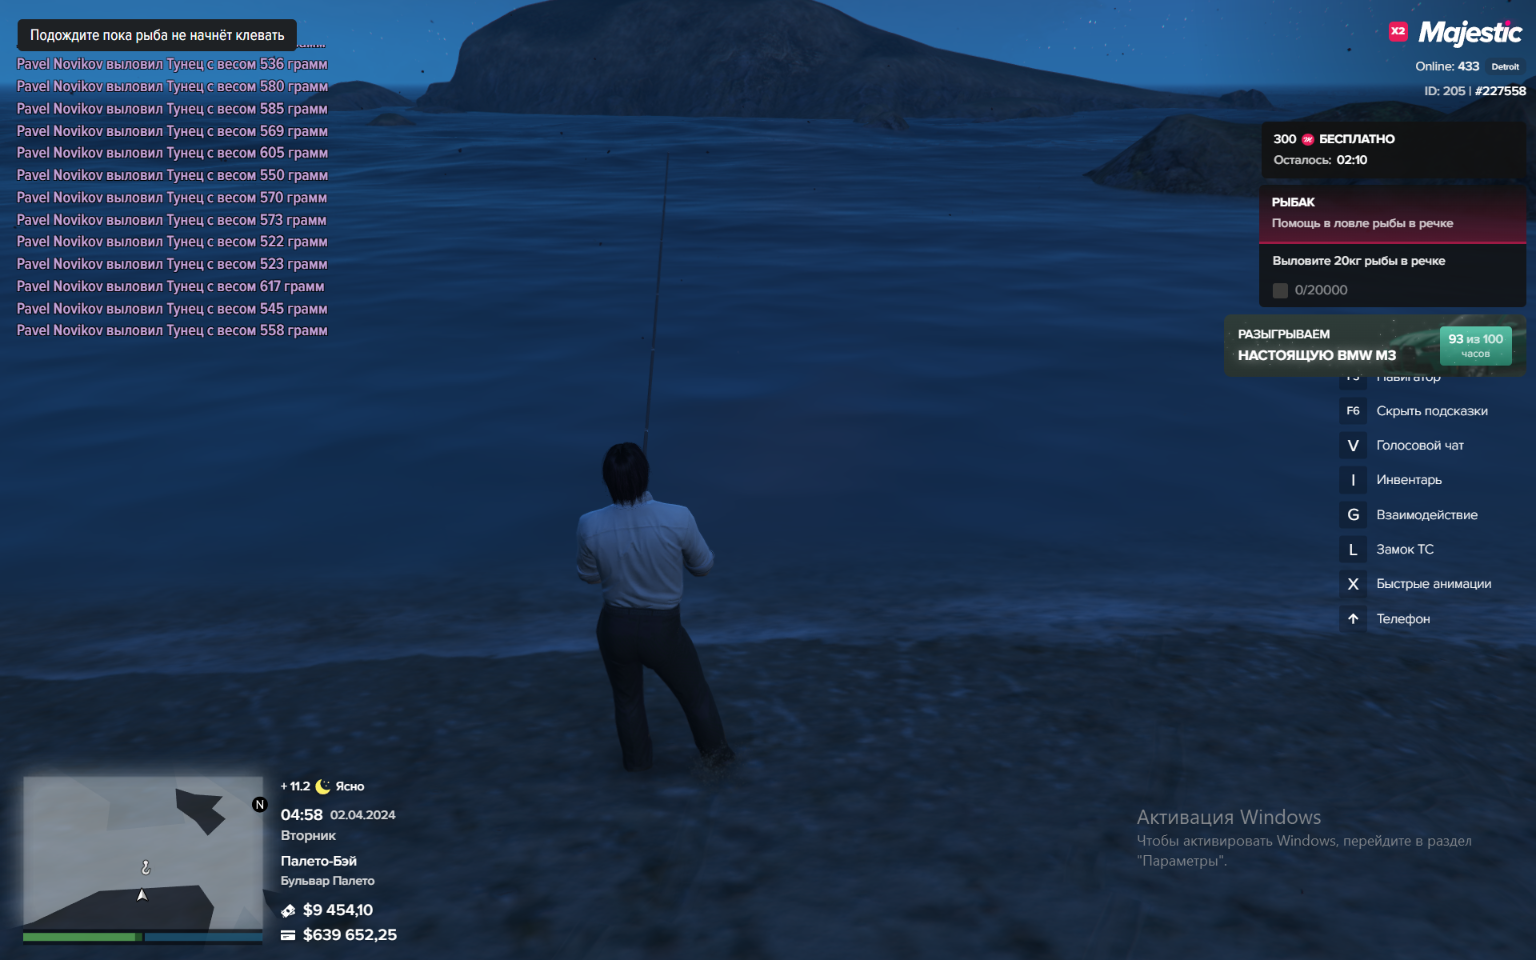 Подождите пока рыба не начнёт клевать
Pavel Novikov выловил Тунец с весом 536 грамм
Pavel Novikov выловил Тунец с весом 580 грамм
Pavel Novikov выловил Тунец с весом 585 грамм
Pavel Novikov выловил Тунец с весом 569 грамм
Pavel Novikov выловил Тунец с весом 605 грамм
Pavel Novikov выловил Тунец с весом 550 грамм
Pavel Novikov выловил Тунец с весом 570 грамм
Pavel Novikov выловил Тунец с весом 573 грамм
Pavel Novikov выловил Тунец с весом 522 грамм
Pavel Novikov выловил Тунец с весом 523 грамм
Pavel Novikov выловил Тунец с весом 617 грамм
Pavel Novikov выловил Тунец с весом 545 грамм
Pavel Novikov выловил Тунец с весом 558 грамм
X2 Majestic
Online: 433 Detroit
ID: 205 | #227558
300 БЕСПЛАТНО
Осталось: 02:10
РЫБАК
Помощь в ловле рыбы в речке
Выловите 20кг рыбы в речке
0/20000
РАЗЫГРЫВАЕМ
НАСТОЯЩУЮ BMW M3
93 из 100
часов
Навигатор
F6 Скрыть подсказки
V Голосовой чат
I Инвентарь
G Взаимодействие
L Замок ТС
X Быстрые анимации
Телефон
N
+ 11.2 Ясно
04:58 02.04.2024
Вторник
Палето-Бэй
Бульвар Палето
$9 454,10
$639 652,25
Активация Windows
Чтобы активировать Windows, перейдите в раздел
"Параметры".